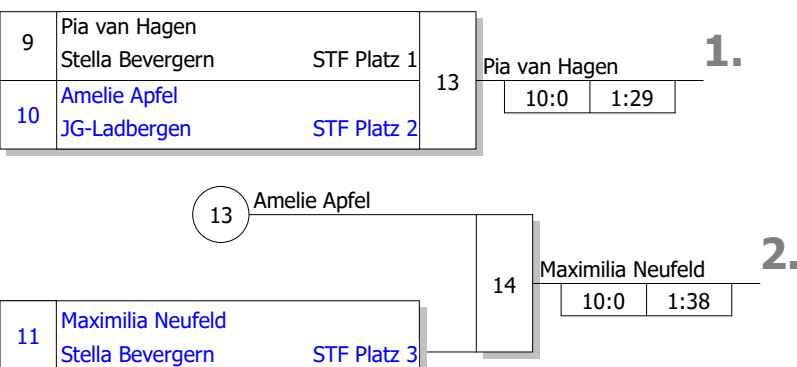 9 Pia van Hagen
Stella Bevergern STF Platz 1
10 Amelie Apfel
JG-Ladbergen STF Platz 2
13
Pia van Hagen 1.
10:0 1:29
13 Amelie Apfel
14
Maximilia Neufeld 2.
10:0 1:38
11 Maximilia Neufeld
Stella Bevergern STF Platz 3